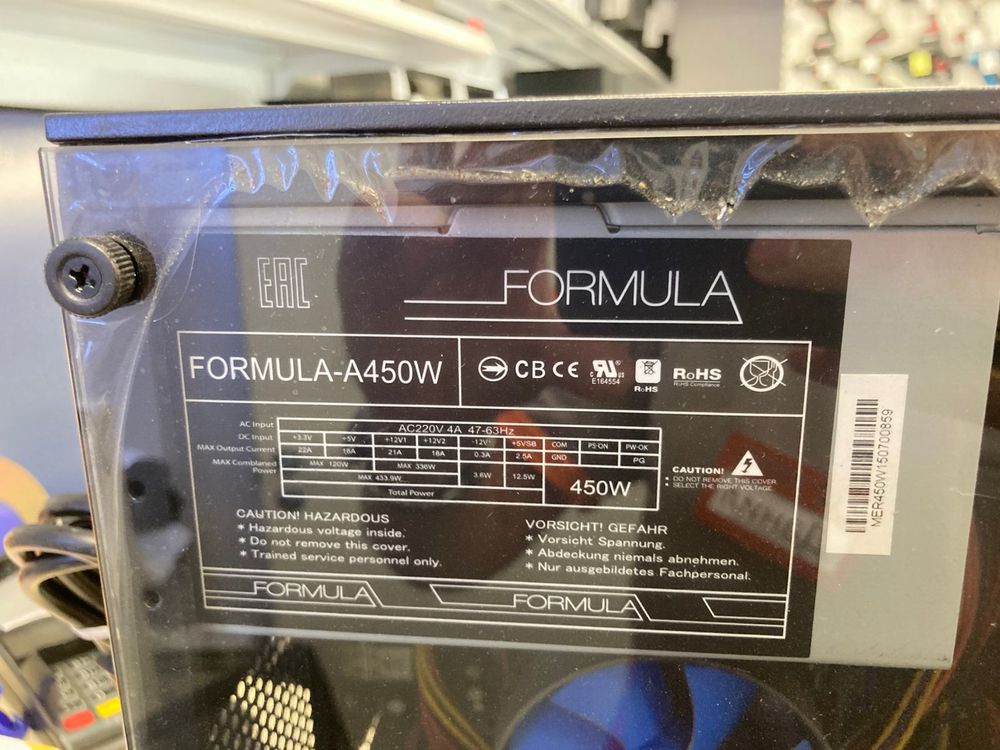 EAC
FORMULA
FORMULA-A450W
CB CE c RU us
E164554
RoHS
RoHS
RoHS Compliance
AC Input AC220V 4A 47-63Hz
DC Input +3.3V +5V +12V1 +12V2 -12V +5VSB COM PS-ON PW-OK
MAX Output Current 22A 18A 21A 18A 0.3A 2.5A GND PG
MAX Comblaned Power MAX 120W MAX 336W 3.6W 12.5W
MAX 433.9W
Total Power 450W
CAUTION!
* DO NOT REMOVE THIS COVER
* SELECT THE RIGHT VOLTAGE
CAUTION! HAZARDOUS
* Hazardous voltage inside.
* Do not remove this cover.
* Trained service personnel only.
VORSICHT! GEFAHR
* Vorsicht Spannung.
* Abdeckung niemals abnehmen.
* Nur ausgebildetes Fachpersonal.
FORMULA FORMULA
MER450W150700859